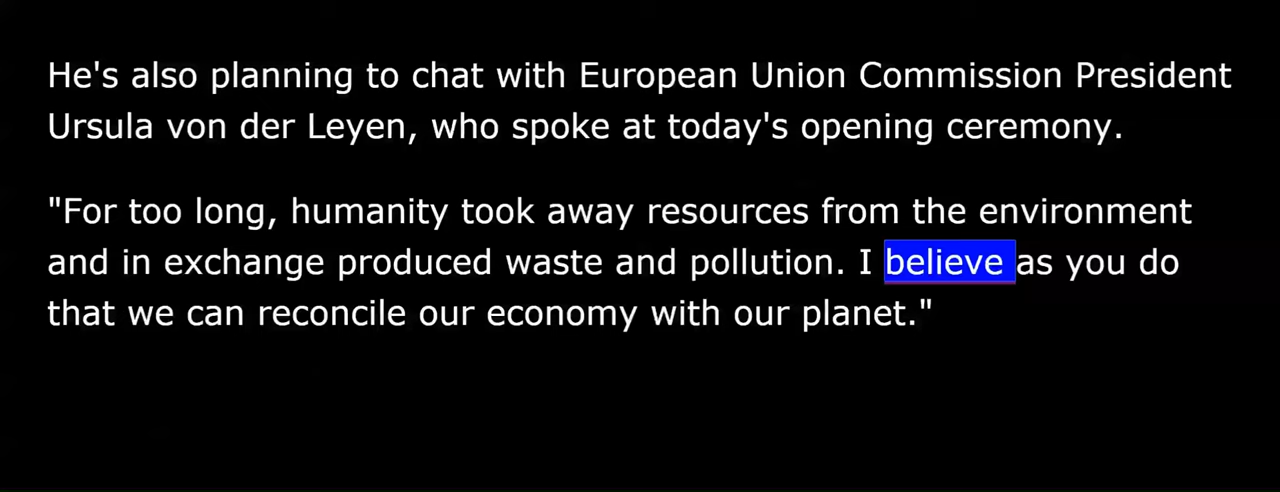 He's also planning to chat with European Union Commission President
Ursula von der Leyen, who spoke at today's opening ceremony.
"For too long, humanity took away resources from the environment
and in exchange produced waste and pollution. I believe as you do
that we can reconcile our economy with our planet."